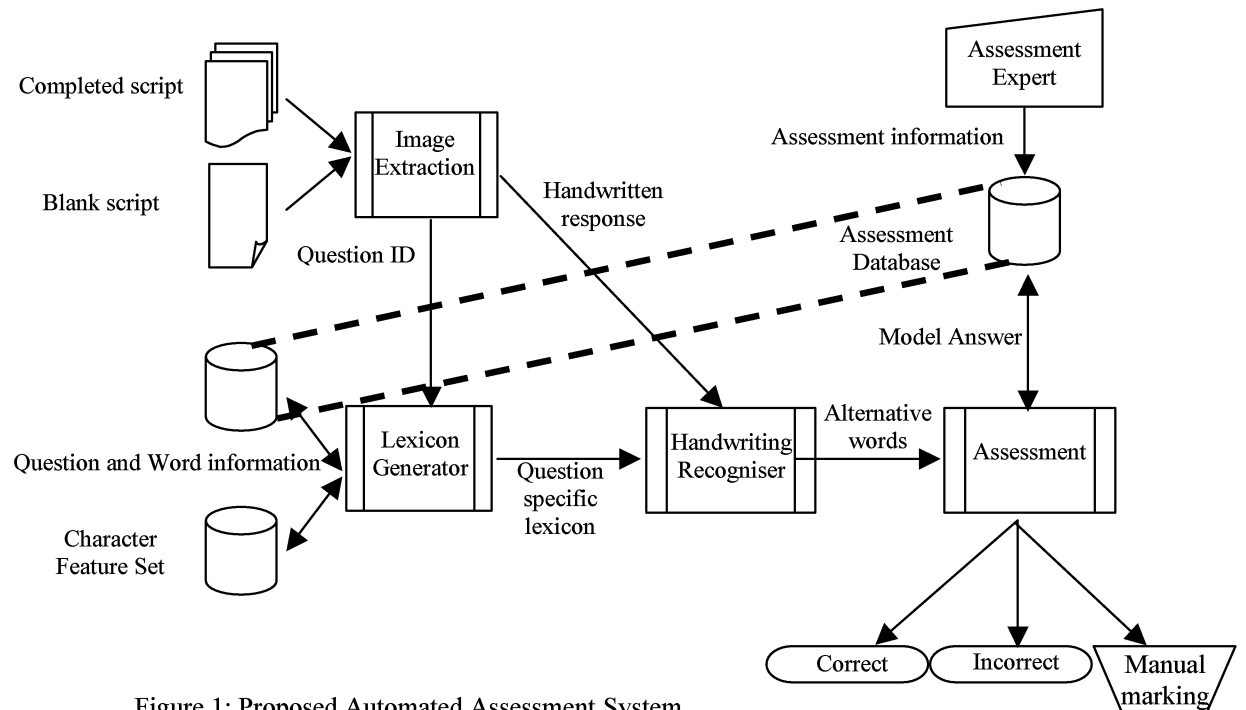 Completed script
Blank script
Image
Extraction
Question ID
Handwritten
response
Assessment
Expert
Assessment information
Assessment
Database
Model Answer
Question and Word information
Character
Feature Set
Lexicon
Generator
Question
specific
lexicon
Handwriting
Recogniser
Alternative
words
Assessment
Correct
Incorrect
Manual
marking
Figure 1: Proposed Automated Assessment System